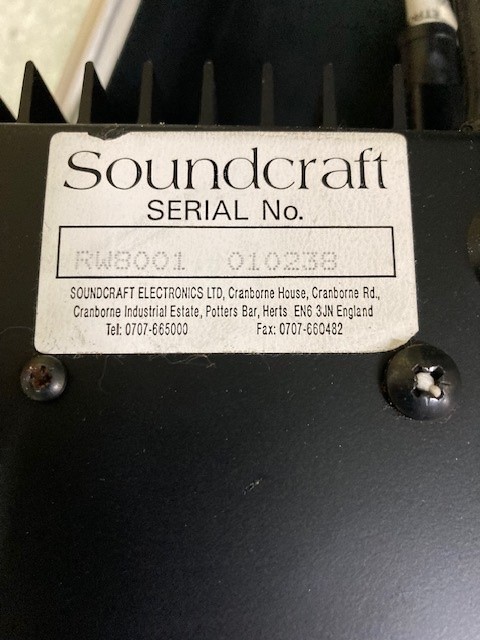 Soundcraft
SERIAL No.
RW8001 010238
SOUNDCRAFT ELECTRONICS LTD, Cranborne House, Cranborne Rd.,
Cranborne Industrial Estate, Potters Bar, Herts EN6 3JN England
Tel: 0707-665000 Fax: 0707-660482